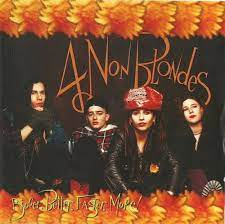 4 NON BLONDES
Bigger, Better, Faster, More!